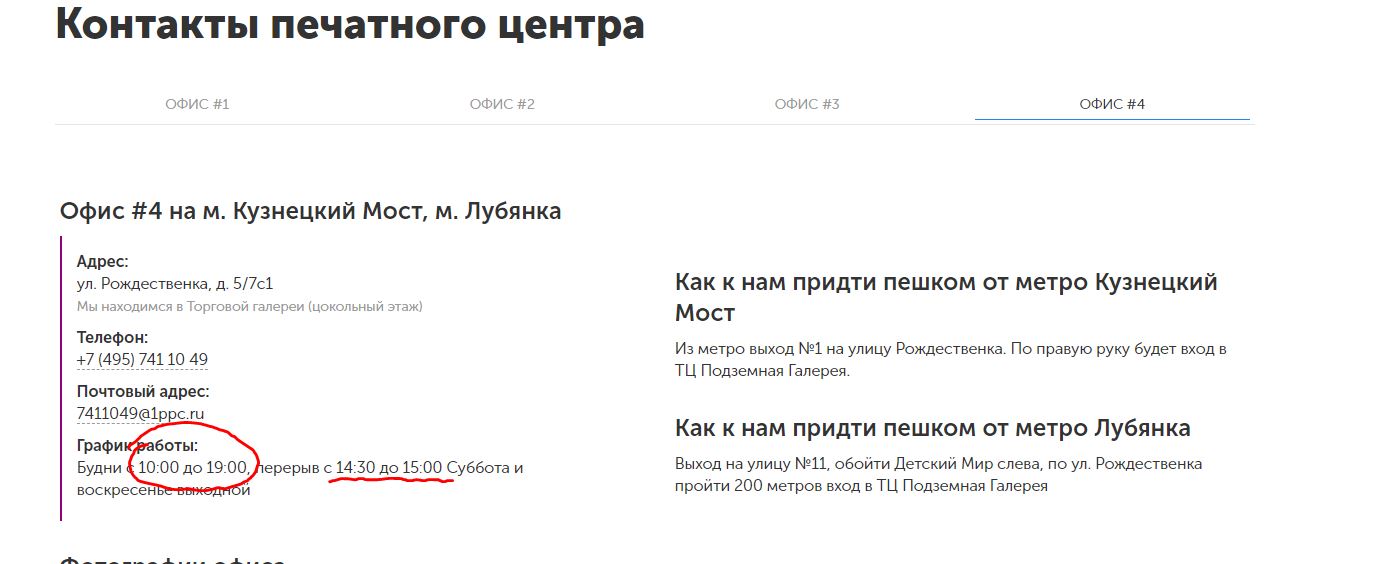 Контакты печатного центра
ОФИС #1
ОФИС #2
ОФИС #3
ОФИС #4
Офис #4 на м. Кузнецкий Мост, м. Лубянка
Адрес:
ул. Рождественка, д. 5/7с1
Мы находимся в Торговой галереи (цокольный этаж)
Телефон:
+7 (495) 741 10 49
Почтовый адрес:
7411049@1ppc.ru
График работы:
Будни с 10:00 до 19:00, перерыв с 14:30 до 15:00 Суббота и
воскресенье выходной
Как к нам придти пешком от метро Кузнецкий
Мост
Из метро выход №1 на улицу Рождественка. По правую руку будет вход в
ТЦ Подземная Галерея.
Как к нам придти пешком от метро Лубянка
Выход на улицу №11, обойти Детский Мир слева, по ул. Рождественка
пройти 200 метров вход в ТЦ Подземная Галерея
Фотографии офиса